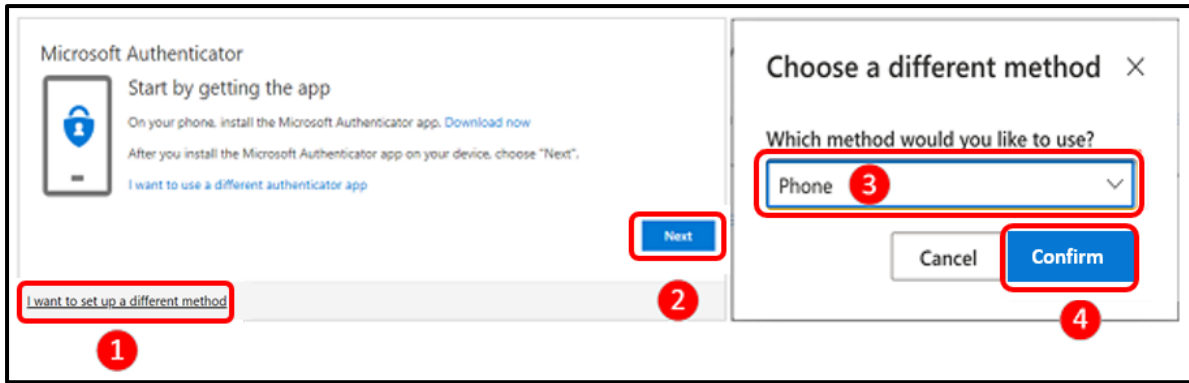 Microsoft Authenticator
Start by getting the app
On your phone, install the Microsoft Authenticator app. Download now
After you install the Microsoft Authenticator app on your device, choose "Next".
I want to use a different authenticator app
Next
I want to set up a different method
2
1
Choose a different method
Which method would you like to use?
Phone 3
Cancel Confirm
4